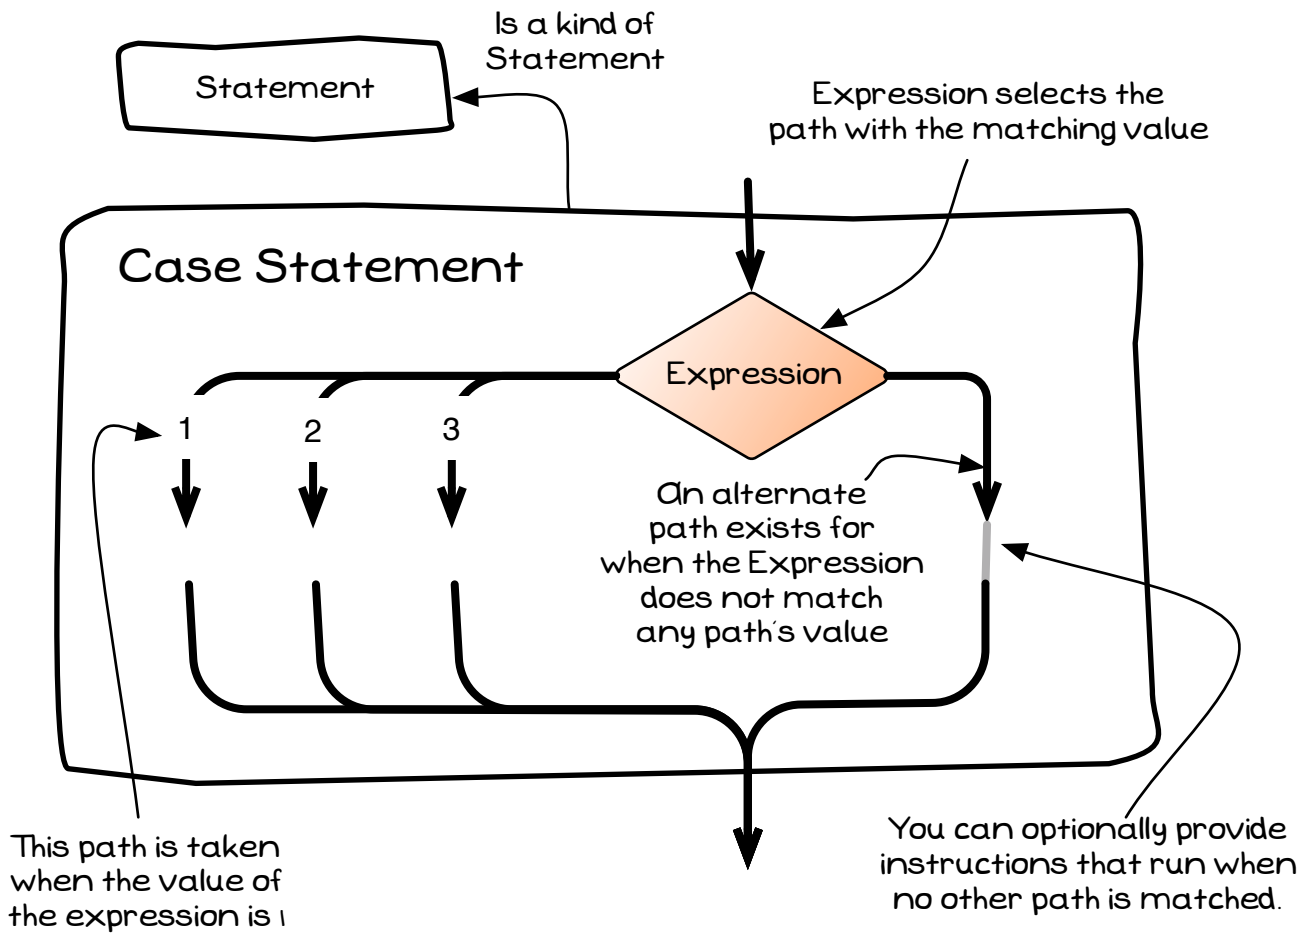 Is a kind of
Statement
Statement
Expression selects the
path with the matching value
Case Statement
Expression
1
2
3
An alternate
path exists for
when the Expression
does not match
any path's value
This path is taken
when the value of
the expression is 1
You can optionally provide
instructions that run when
no other path is matched.